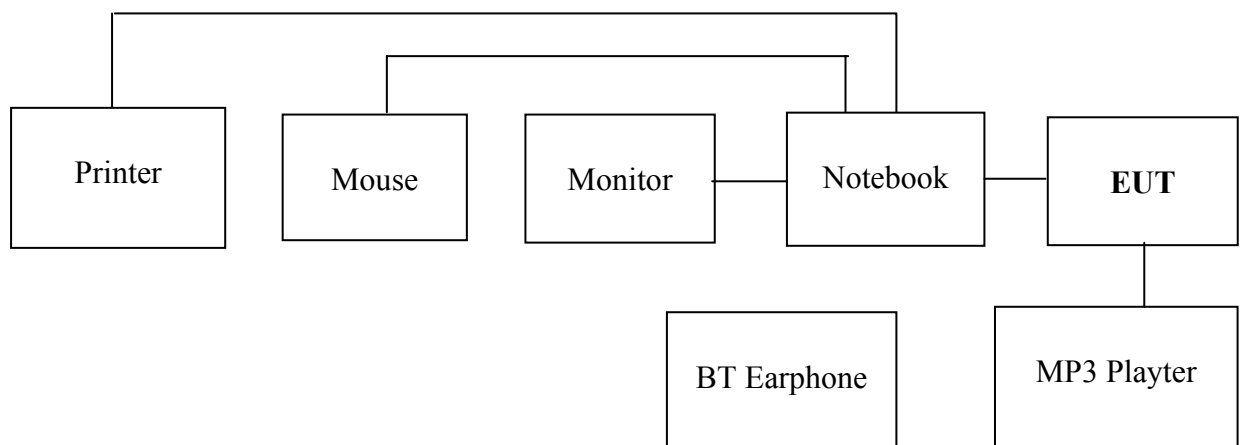 Printer
Mouse
Monitor
Notebook
EUT
BT Earphone
MP3 Playter